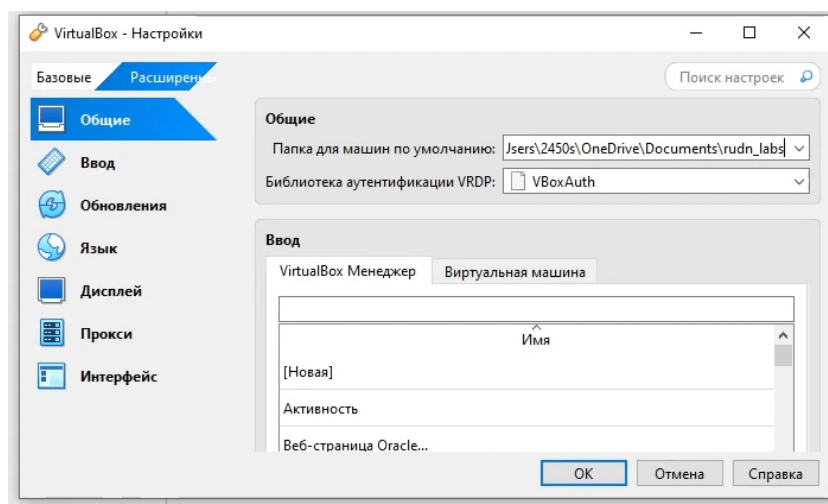 VirtualBox - Настройки
Базовые
Расширенны
Поиск настроек
Общие
Ввод
Обновления
Язык
Дисплей
Прокси
Интерфейс
Общие
Папка для машин по умолчанию: Jsers\2450s\OneDrive\Documents\rudn_labs
Библиотека аутентификации VRDP: VBoxAuth
Ввод
VirtualBox Менеджер
Виртуальная машина
Имя
[Новая]
Активность
Веб-страница Oracle...
OK
Отмена
Справка